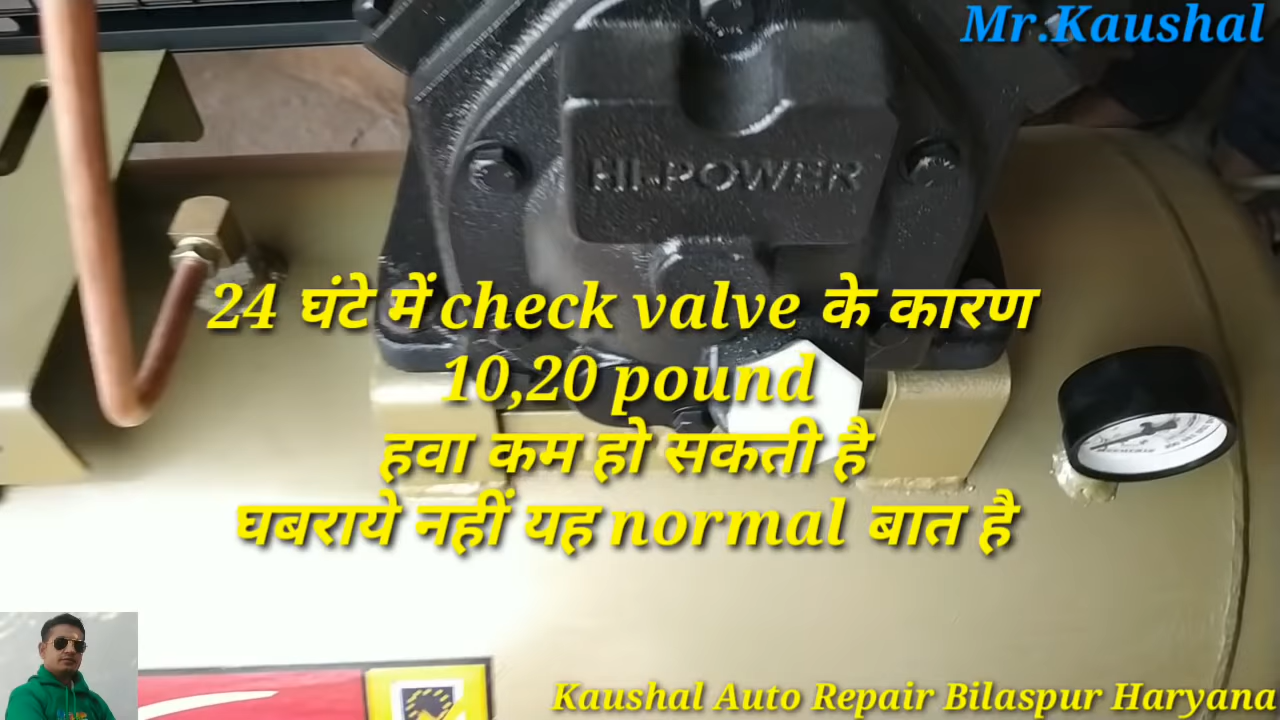 Mr.Kaushal
HI-POWER
24 घंटे में check valve के कारण
10,20 pound
हवा कम हो सकती है
घबराये नहीं यह normal बात है
Kaushal Auto Repair Bilaspur Haryana